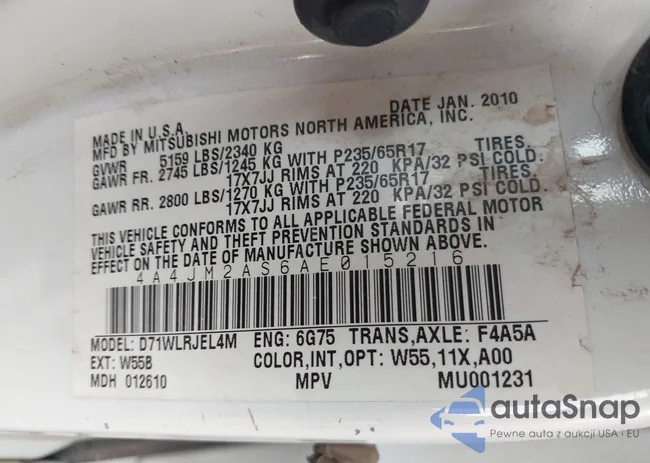 DATE JAN. 2010
MADE IN U.S.A.
MFD BY MITSUBISHI MOTORS NORTH AMERICA, INC.
GVWR 5159 LBS/2340 KG
GAWR FR. 2745 LBS/1245 KG WITH P235/65R17 TIRES.
17X7JJ RIMS AT 220 KPA/32 PSI COLD.
GAWR RR. 2800 LBS/1270 KG WITH P235/65R17 TIRES.
17X7JJ RIMS AT 220 KPA/32 PSI COLD.
THIS VEHICLE CONFORMS TO ALL APPLICABLE FEDERAL MOTOR
VEHICLE SAFETY AND THEFT PREVENTION STANDARDS IN
EFFECT ON THE DATE OF MANUFACTURE SHOWN ABOVE.
4A4JM2AS6AE015216
MODEL: D71WLRJEL4M ENG: 6G75 TRANS,AXLE: F4A5A
EXT: W55B COLOR,INT,OPT: W55,11X,A00
MDH 012610 MPV MU001231
autaSnap
Pewne auta z aukcji USA i EU